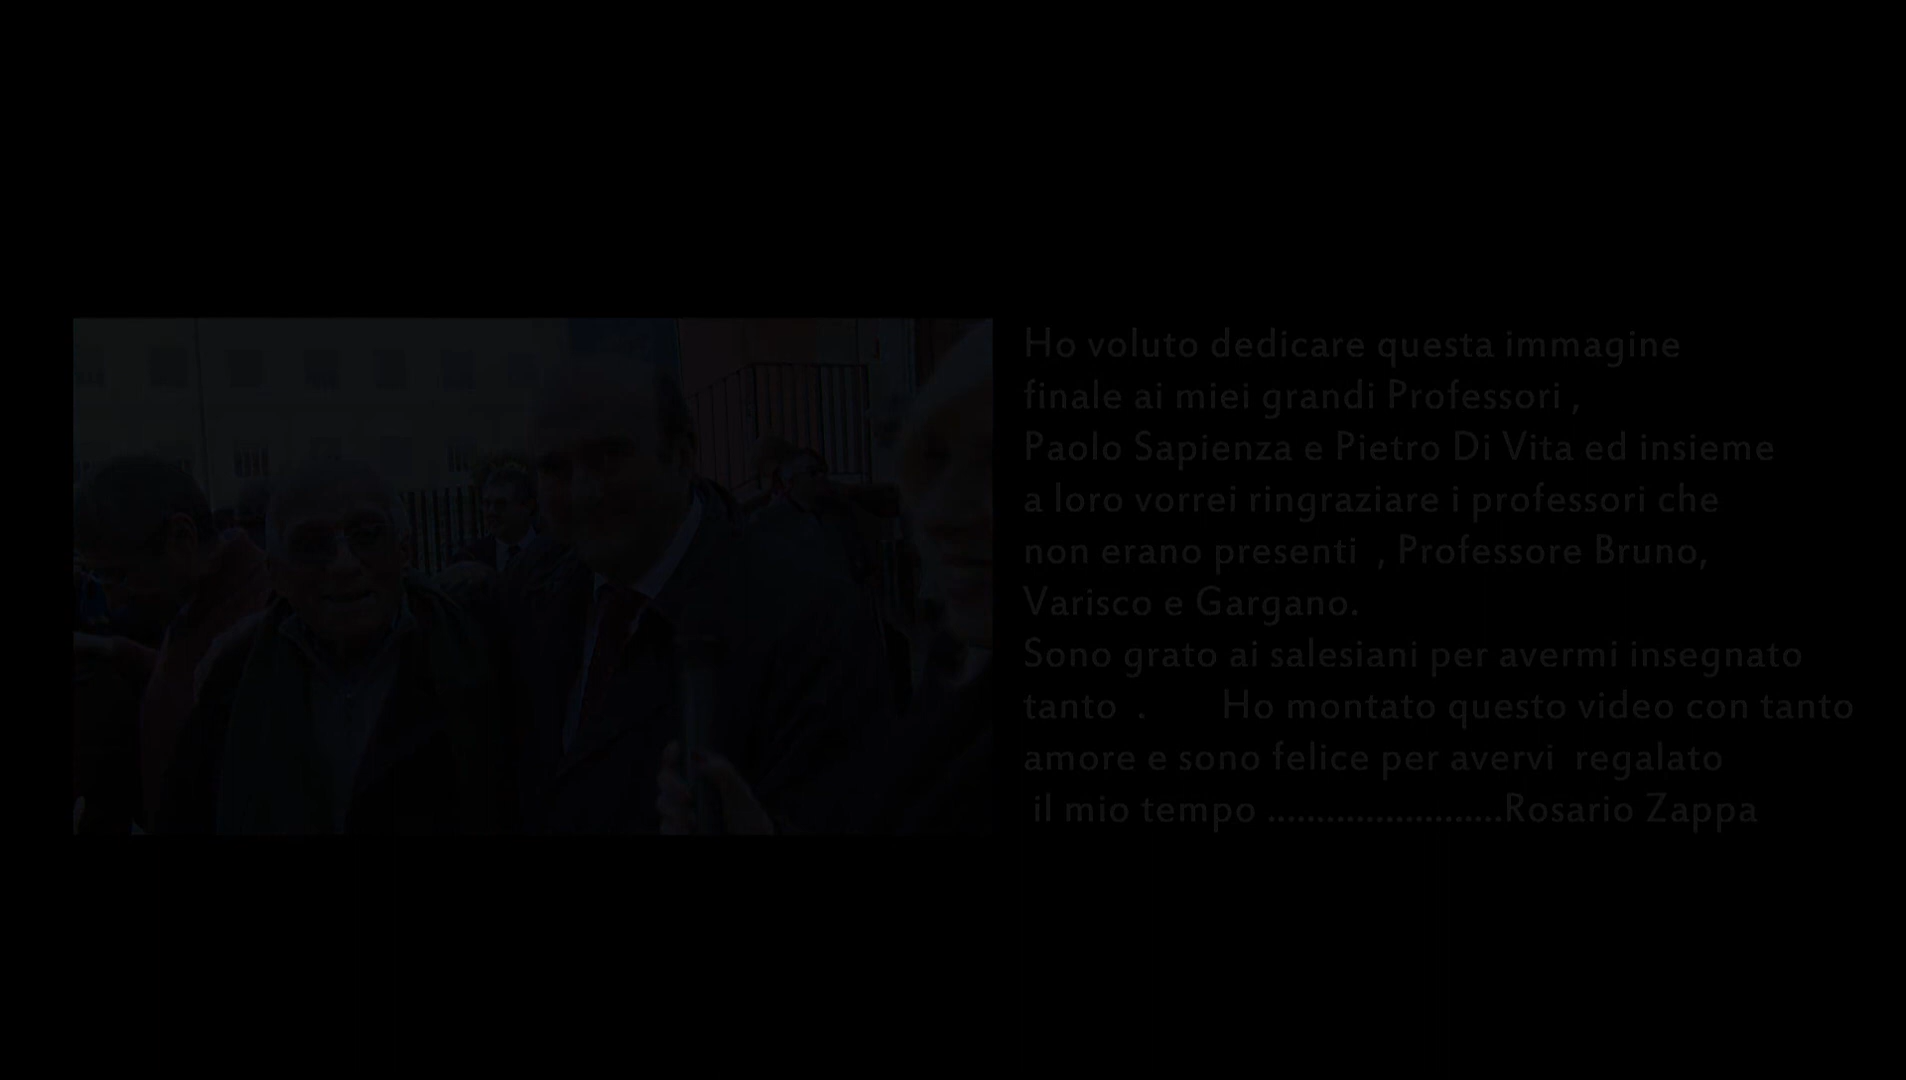 Ho voluto dedicare questa immagine
finale ai miei grandi Professori ,
Paolo Sapienza e Pietro Di Vita ed insieme
a loro vorrei ringraziare i professori che
non erano presenti  , Professore Bruno,
Varisco e Gargano.
Sono grato ai salesiani per avermi insegnato
tanto  .        Ho montato questo video con tanto
amore e sono felice per avervi  regalato
il mio tempo ........................Rosario Zappa